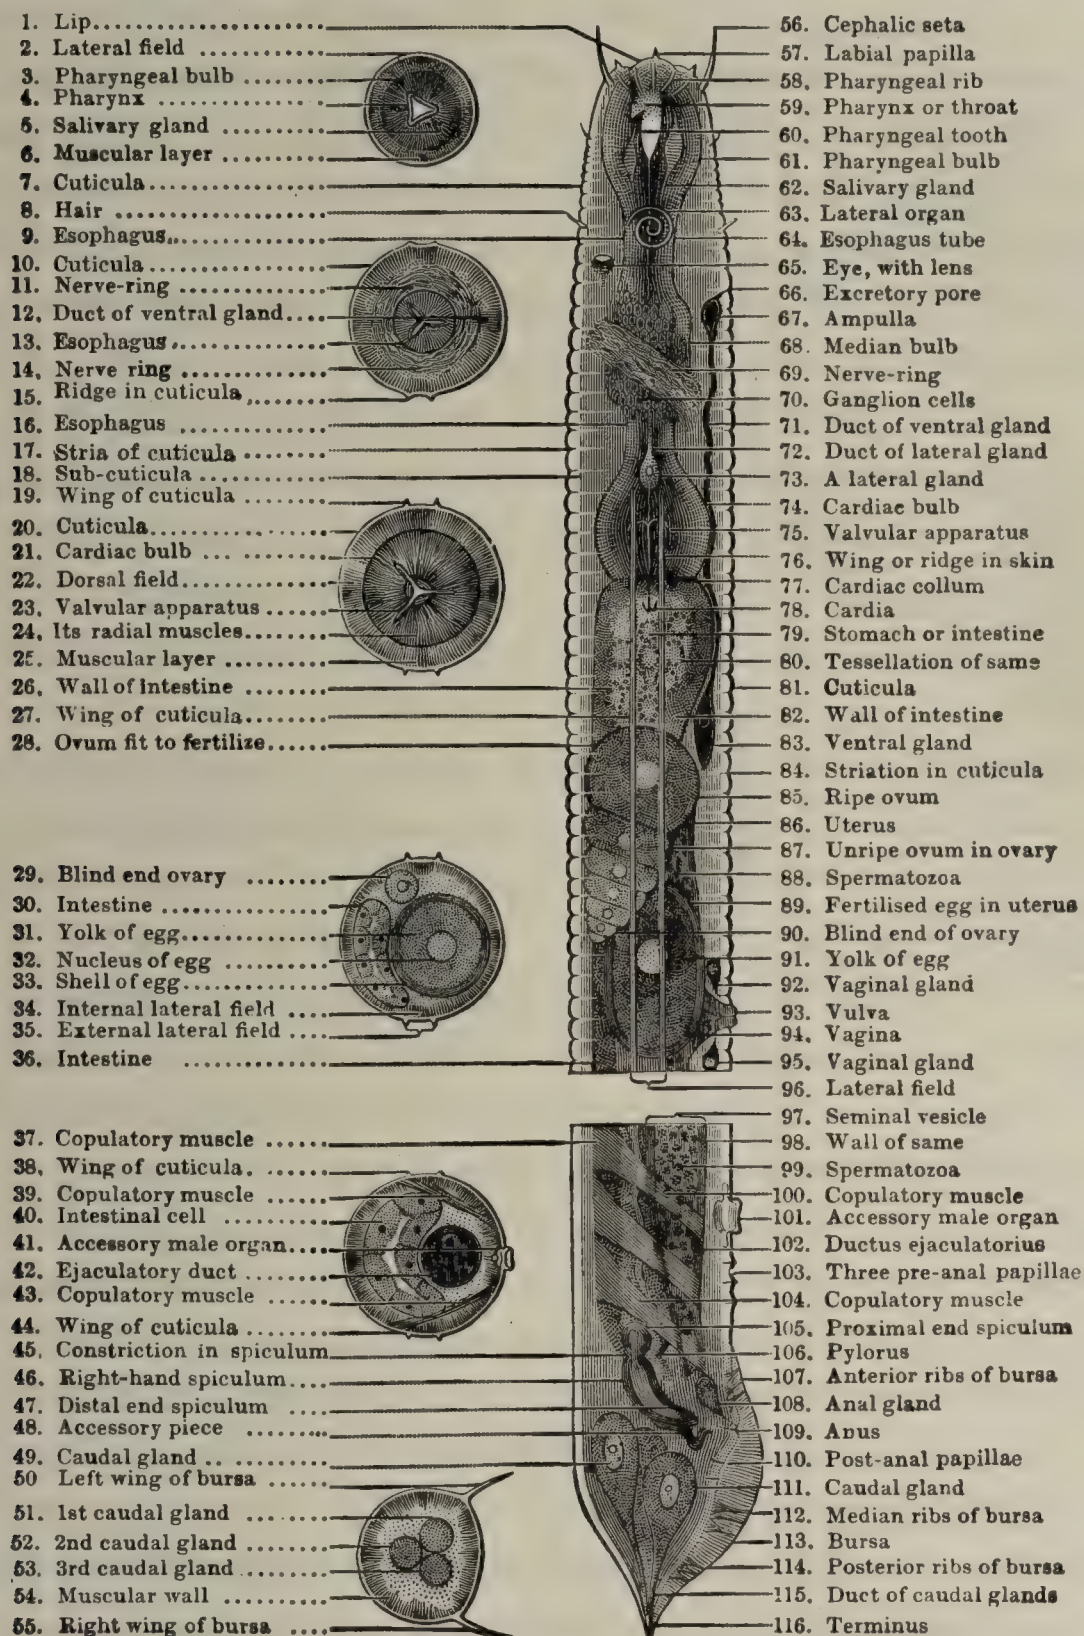 1. Lip
2. Lateral field
3. Pharyngeal bulb
4. Pharynx
5. Salivary gland
6. Muscular layer
7. Cuticula
8. Hair
9. Esophagus
10. Cuticula
11. Nerve-ring
12. Duct of ventral gland
13. Esophagus
14. Nerve ring
15. Ridge in cuticula
16. Esophagus
17. Stria of cuticula
18. Sub-cuticula
19. Wing of cuticula
20. Cuticula
21. Cardiac bulb
22. Dorsal field
23. Valvular apparatus
24. Its radial muscles
25. Muscular layer
26. Wall of intestine
27. Wing of cuticula
28. Ovum fit to fertilize
29. Blind end ovary
30. Intestine
31. Yolk of egg
32. Nucleus of egg
33. Shell of egg
34. Internal lateral field
35. External lateral field
36. Intestine
37. Copulatory muscle
38. Wing of cuticula
39. Copulatory muscle
40. Intestinal cell
41. Accessory male organ
42. Ejaculatory duct
43. Copulatory muscle
44. Wing of cuticula
45. Constriction in spiculum
46. Right-hand spiculum
47. Distal end spiculum
48. Accessory piece
49. Caudal gland
50 Left wing of bursa
51. 1st caudal gland
52. 2nd caudal gland
53. 3rd caudal gland
54. Muscular wall
55. Right wing of bursa
56. Cephalic seta
57. Labial papilla
58. Pharyngeal rib
59. Pharynx or throat
60. Pharyngeal tooth
61. Pharyngeal bulb
62. Salivary gland
63. Lateral organ
64. Esophagus tube
65. Eye, with lens
66. Excretory pore
67. Ampulla
68. Median bulb
69. Nerve-ring
70. Ganglion cells
71. Duct of ventral gland
72. Duct of lateral gland
73. A lateral gland
74. Cardiac bulb
75. Valvular apparatus
76. Wing or ridge in skin
77. Cardiac collum
78. Cardia
79. Stomach or intestine
80. Tessellation of same
81. Cuticula
82. Wall of intestine
83. Ventral gland
84. Striation in cuticula
85. Ripe ovum
86. Uterus
87. Unripe ovum in ovary
88. Spermatozoa
89. Fertilised egg in uterus
90. Blind end of ovary
91. Yolk of egg
92. Vaginal gland
93. Vulva
94. Vagina
95. Vaginal gland
96. Lateral field
97. Seminal vesicle
98. Wall of same
99. Spermatozoa
100. Copulatory muscle
101. Accessory male organ
102. Ductus ejaculatorius
103. Three pre-anal papillae
104. Copulatory muscle
105. Proximal end spiculum
106. Pylorus
107. Anterior ribs of bursa
108. Anal gland
109. Anus
110. Post-anal papillae
111. Caudal gland
112. Median ribs of bursa
113. Bursa
114. Posterior ribs of bursa
115. Duct of caudal glands
116. Terminus